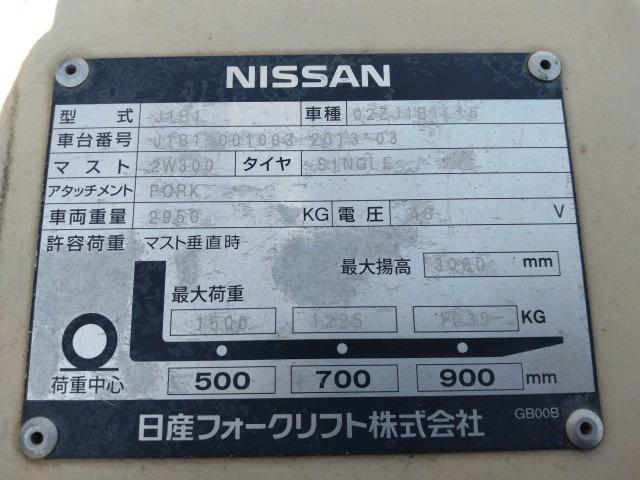 NISSAN
型式 J1B1 車種 02ZJ1B1L15
車台番号 J1B1-001003 2013-03
マスト 2W300 タイヤ SINGLE
アタッチメント FORK
車両重量 2950 KG 電圧 48 V
許容荷重 マスト垂直時
最大揚高 3000 mm
最大荷重
1500 1225 1035 KG
荷重中心 500 700 900 mm
日産フォークリフト株式会社 GB00B